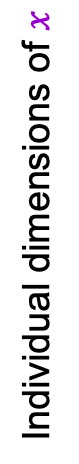 Individual dimensions of x